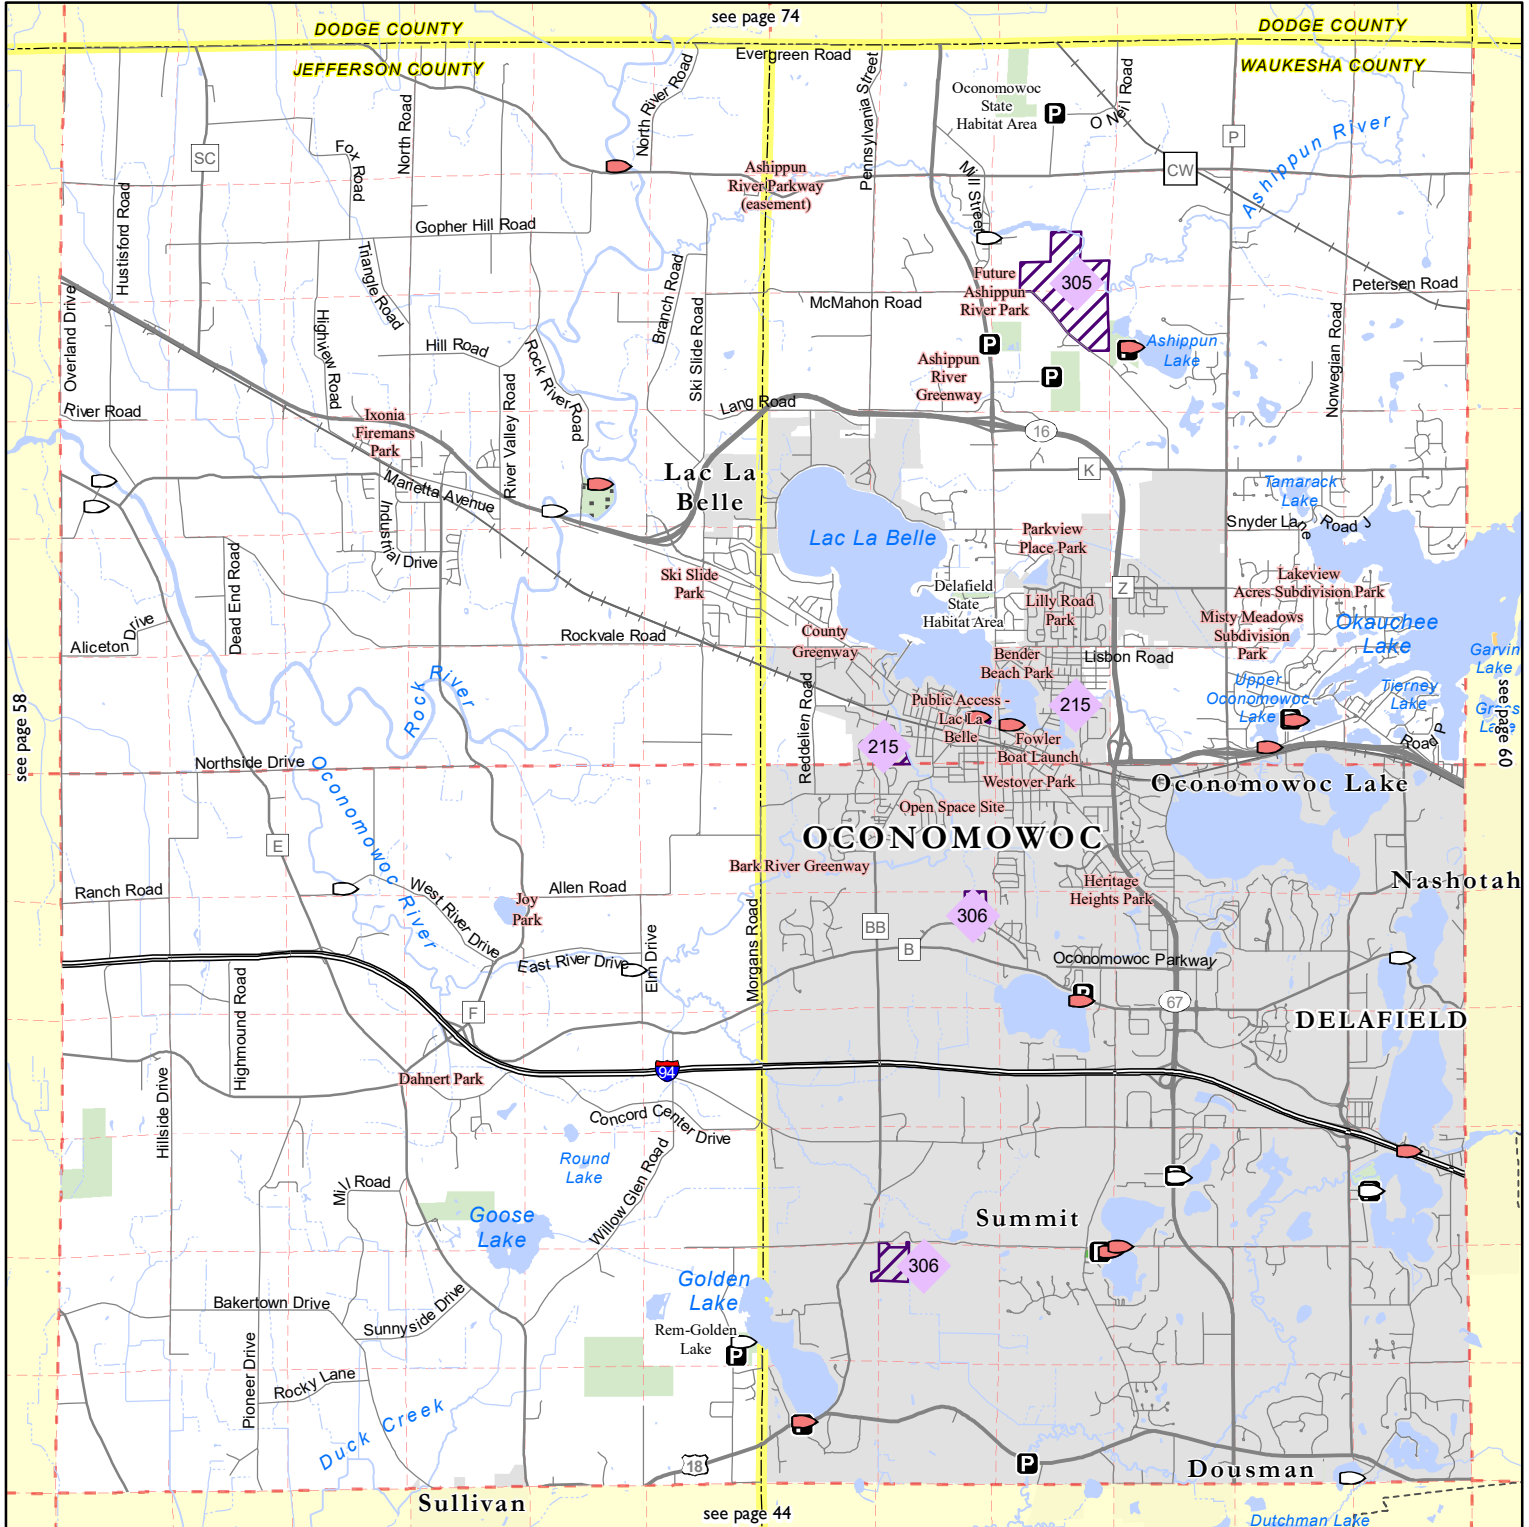 see page 74
DODGE COUNTY
DODGE COUNTY
JEFFERSON COUNTY
WAUKESHA COUNTY
Evergreen Road
North River Road
Pennsylvania Street
Oconomowoc
State
Habitat Area
P
O Neil Road
P
CW
Ashippun River
SC
Fox Road
North Road
Hustisford Road
Ashippun
River Parkway
(easement)
Mill Street
Gopher Hill Road
Triangle Road
Overland Drive
Highview Road
Hill Road
Rock River Road
Branch Road
Ski Slide Road
McMahon Road
Future
Ashippun
River Park
305
Petersen Road
Norwegian Road
P
P
Ashippun
Lake
Ashippun
River
Greenway
River Road
Ixonia
Firemans
Park
River Valley Road
Lang Road
16
K
Lac La
Belle
Marietta Avenue
Industrial Drive
Tamarack
Lake
Snyder Lane
Road J
Lac La Belle
Parkview
Place Park
Ski Slide
Park
Delafield
State
Habitat Area
Lilly Road
Park
Z
Lakeview
Acres Subdivision Park
Misty Meadows
Subdivision
Park
Okauchee
Lake
Garvin
Lake
Dead End Road
Aliceton Drive
Rockvale Road
County
Greenway
Bender
Beach Park
Lisbon Road
Rock River
Reddelien Road
Public Access -
Lac La
Belle
215
215
Fowler
Boat Launch
Upper
Oconomowoc
Lake
Tierney
Lake
Grass
Lake
Road P
see page 58
see page 60
Northside Drive
Westover Park
Oconomowoc Lake
Open Space Site
OCONOMOWOC
Oconomowoc River
E
Bark River Greenway
Ranch Road
West River Drive
Joy
Park
Allen Road
Heritage
Heights Park
Nashotah
306
BB
B
Morgans Road
Elm Drive
East River Drive
Oconomowoc Parkway
P
67
DELAFIELD
F
Highmound Road
94
Dahnert Park
Hillside Drive
Concord Center Drive
Round
Lake
Willow Glen Road
Mill Road
Goose
Lake
Summit
306
Golden
Lake
Bakertown Drive
Sunnyside Drive
Rem-Golden
Lake
P
Pioneer Drive
Rocky Lane
Duck Creek
18
P
Dousman
Sullivan
see page 44
Dutchman Lake